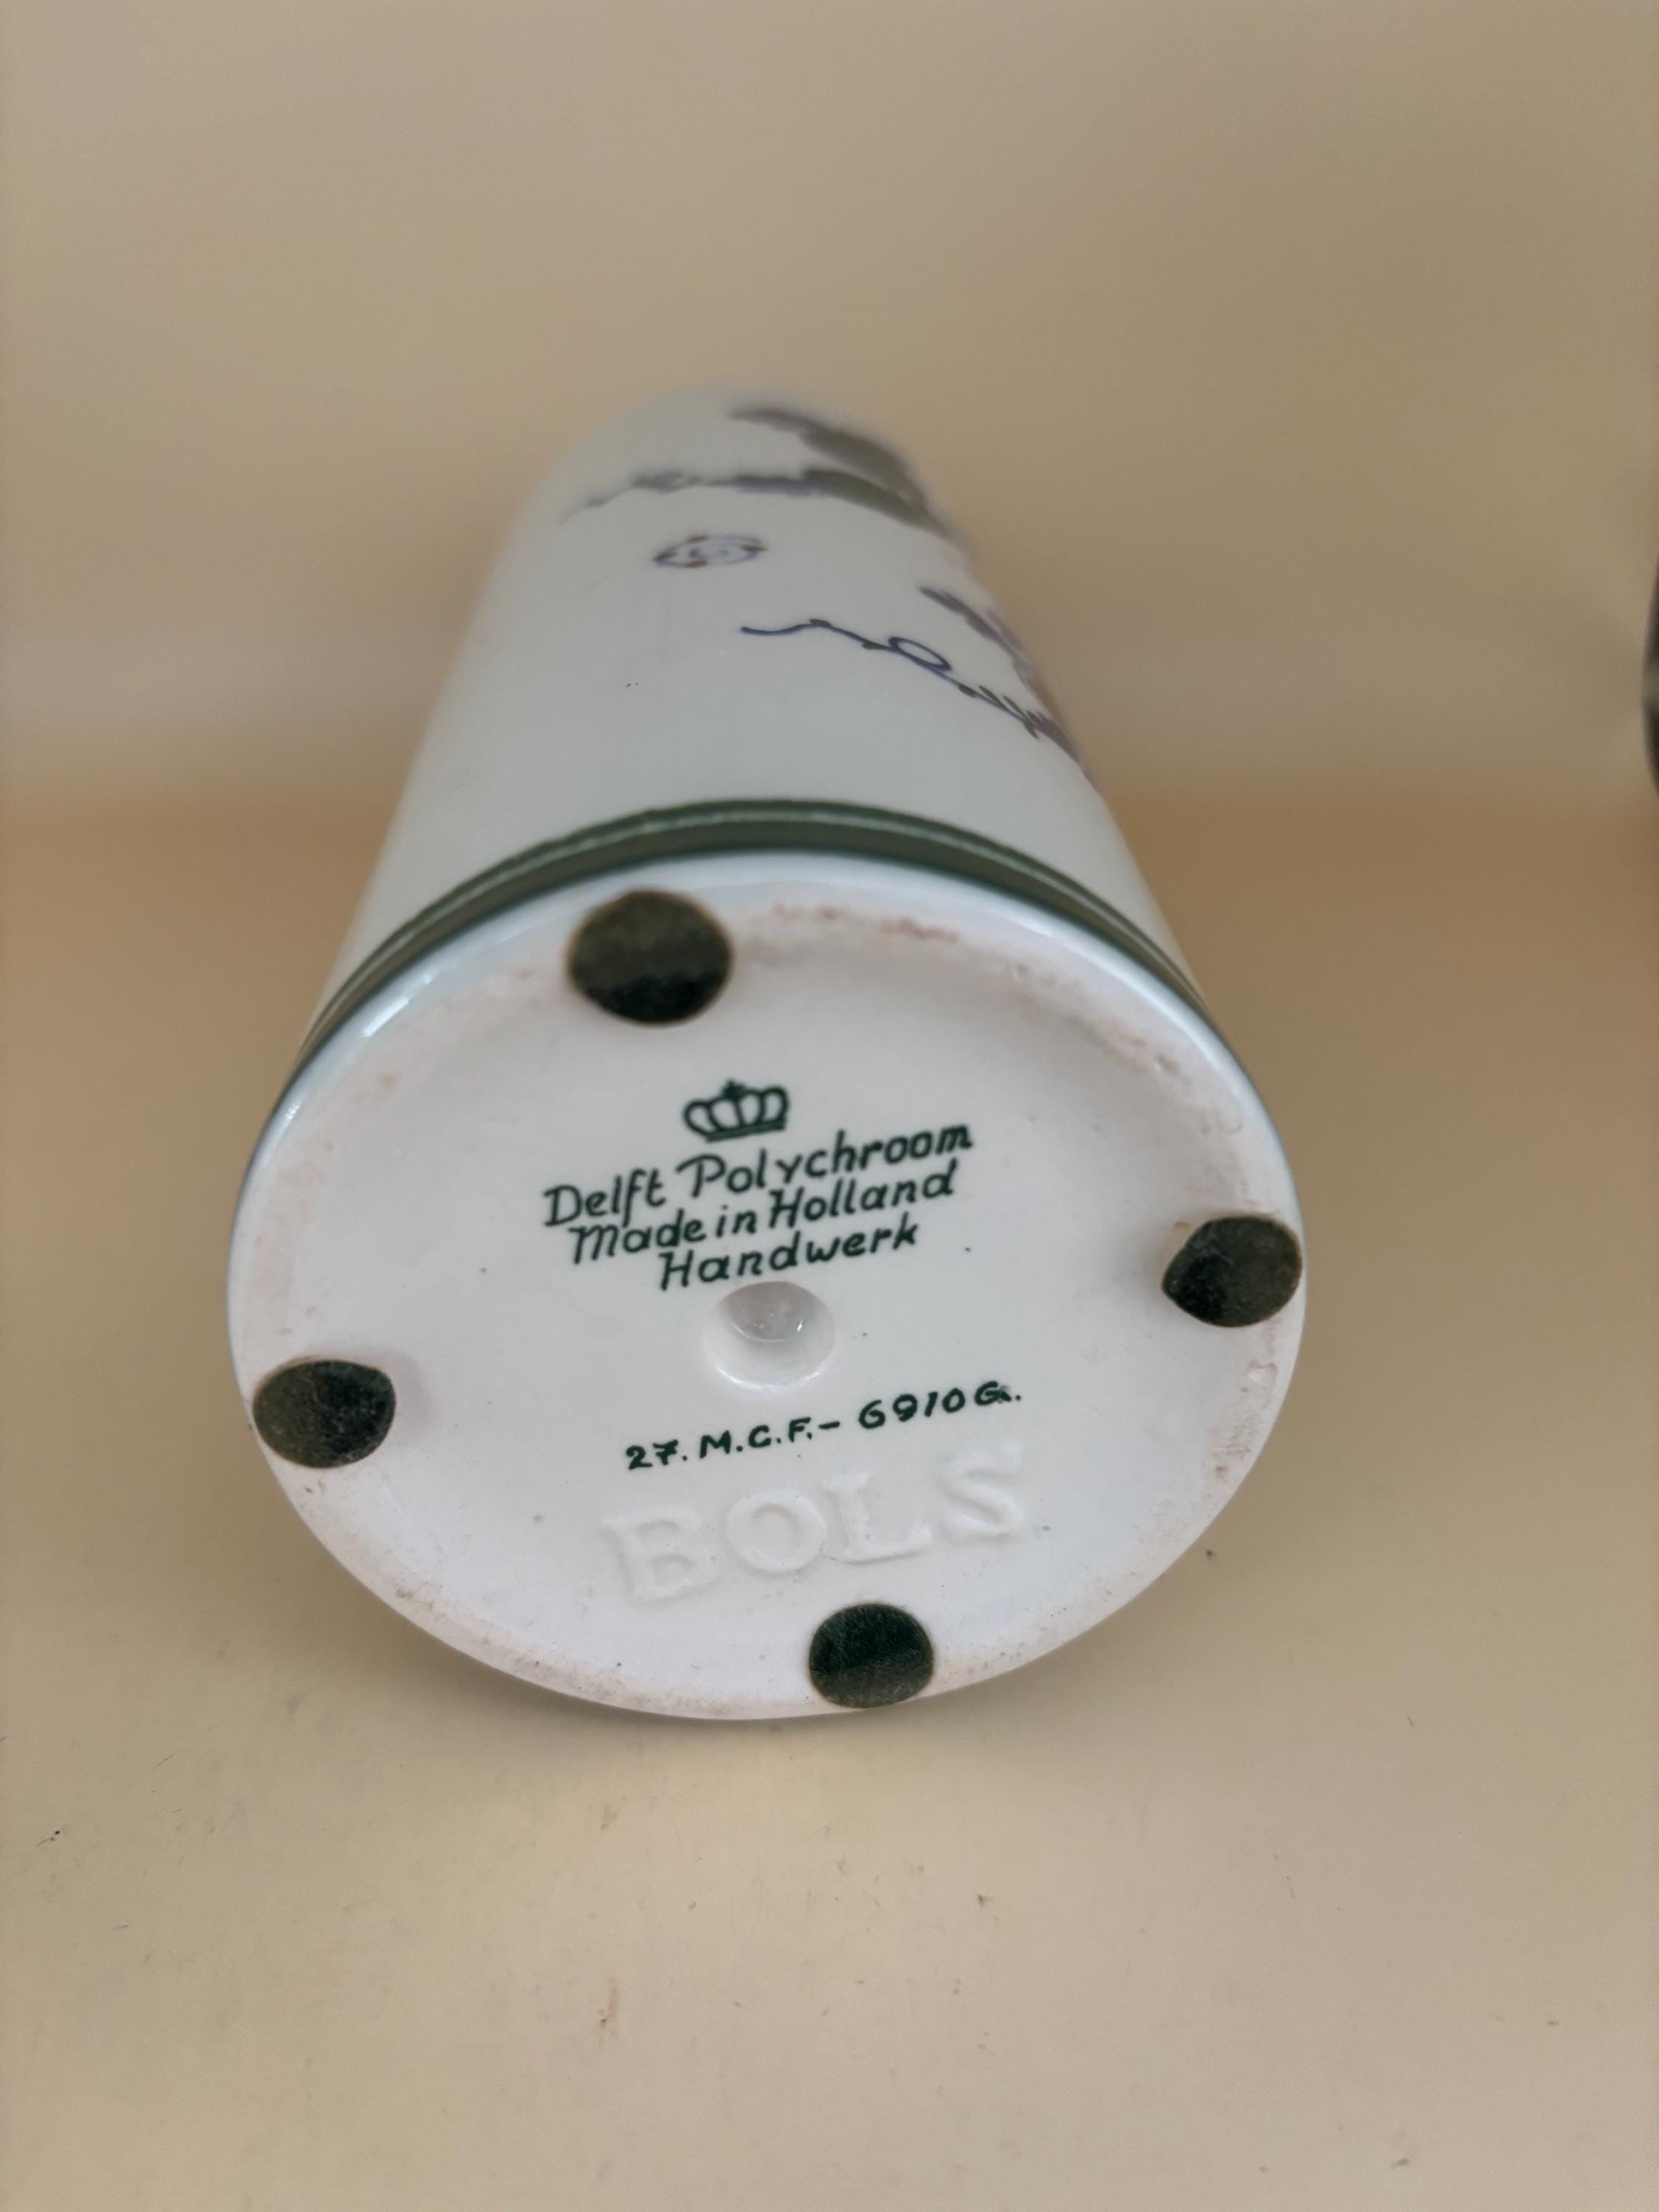 Delft Polychroom
Made in Holland
Handwerk
27. M.C.F.- 6910 G.
BOLS